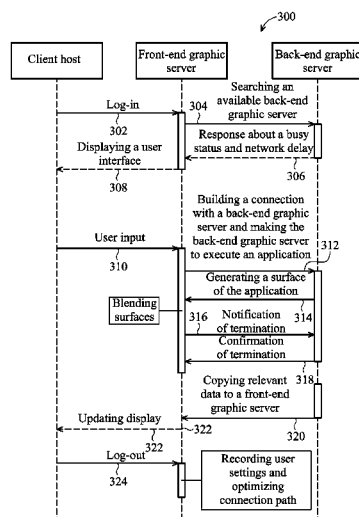 300
Client host
Front-end graphic
server
Back-end graphic
server
Searching an
available back-end
graphic server
Log-in
302
304
Response about a busy
status and network delay
306
Displaying a user
interface
308
Building a connection
with a back-end graphic
server and making the
back-end graphic server
to execute an application
User input
310
312
Generating a surface
of the application
314
Blending
surfaces
316
Notification
of termination
Confirmation
of termination
318
Copying relevant
data to a front-end
graphic server
320
Updating display
322
322
Log-out
324
Recording user
settings and
optimizing
connection path